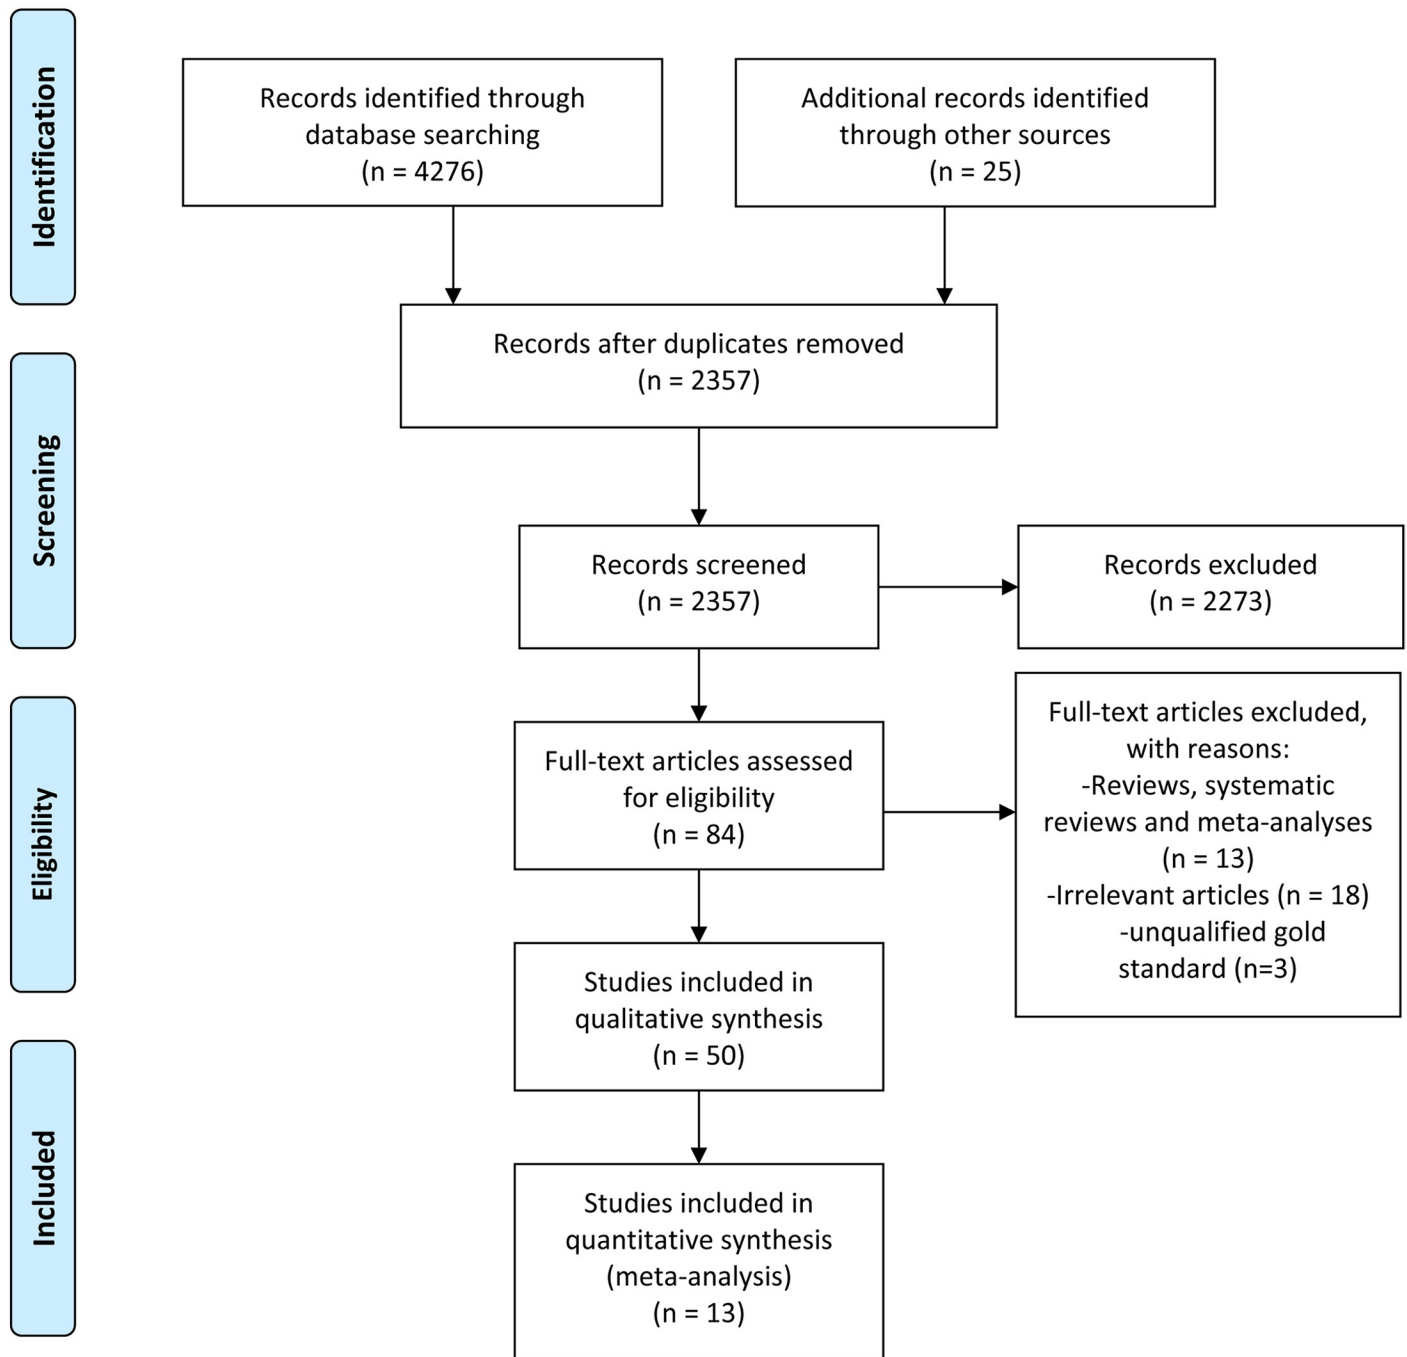 Identification
Records identified through
database searching
(n = 4276)
Additional records identified
through other sources
(n = 25)
Records after duplicates removed
(n = 2357)
Screening
Records screened
(n = 2357)
Records excluded
(n = 2273)
Eligibility
Full-text articles assessed
for eligibility
(n = 84)
Full-text articles excluded,
with reasons:
-Reviews, systematic
reviews and meta-analyses
(n = 13)
-Irrelevant articles (n = 18)
-unqualified gold
standard (n=3)
Studies included in
qualitative synthesis
(n = 50)
Included
Studies included in
quantitative synthesis
(meta-analysis)
(n = 13)